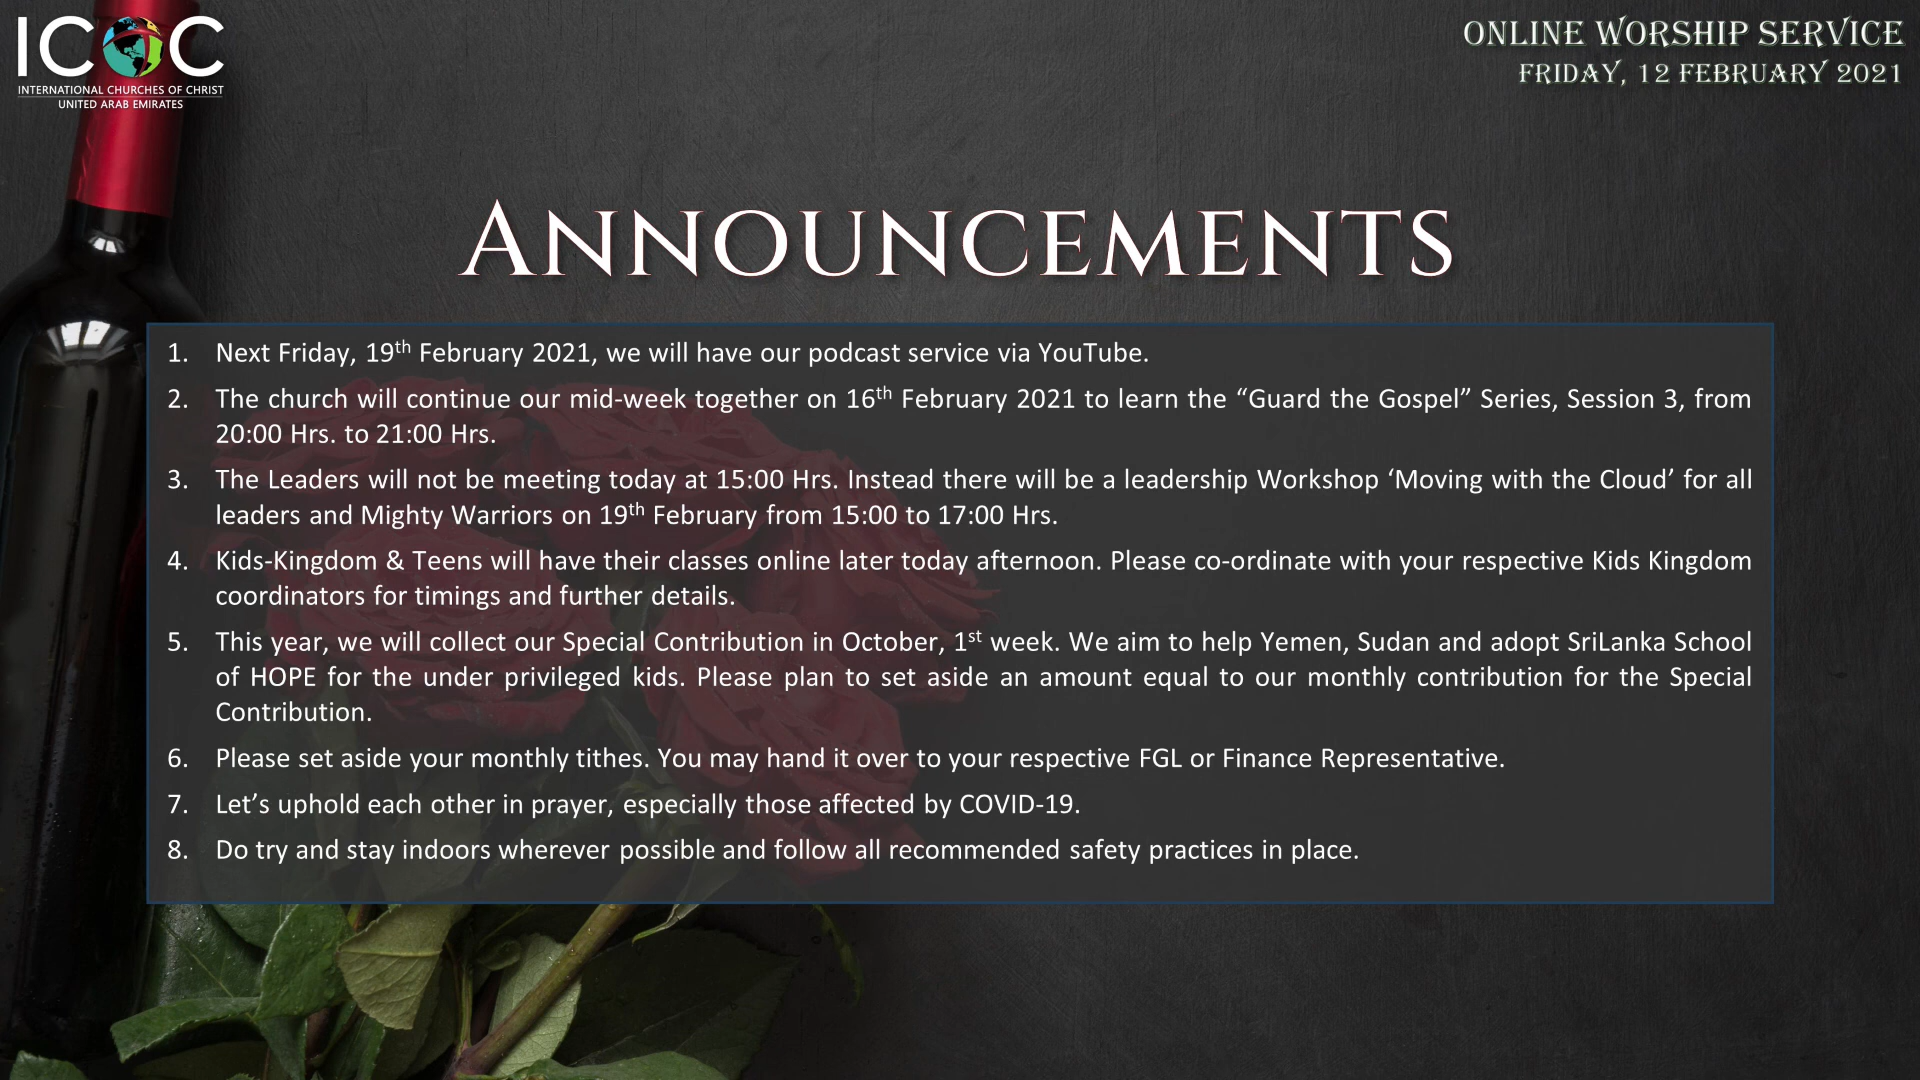 ICOC
INTERNATIONAL CHURCHES OF CHRIST
UNITED ARAB EMIRATES
ONLINE WORSHIP SERVICE
FRIDAY, 12 FEBRUARY 2021
ANNOUNCEMENTS
1. Next Friday, 19th February 2021, we will have our podcast service via YouTube.
2. The church will continue our mid-week together on 16th February 2021 to learn the “Guard the Gospel” Series, Session 3, from
20:00 Hrs. to 21:00 Hrs.
3. The Leaders will not be meeting today at 15:00 Hrs. Instead there will be a leadership Workshop ‘Moving with the Cloud’ for all
leaders and Mighty Warriors on 19th February from 15:00 to 17:00 Hrs.
4. Kids-Kingdom & Teens will have their classes online later today afternoon. Please co-ordinate with your respective Kids Kingdom
coordinators for timings and further details.
5. This year, we will collect our Special Contribution in October, 1st week. We aim to help Yemen, Sudan and adopt SriLanka School
of HOPE for the under privileged kids. Please plan to set aside an amount equal to our monthly contribution for the Special
Contribution.
6. Please set aside your monthly tithes. You may hand it over to your respective FGL or Finance Representative.
7. Let’s uphold each other in prayer, especially those affected by COVID-19.
8. Do try and stay indoors wherever possible and follow all recommended safety practices in place.